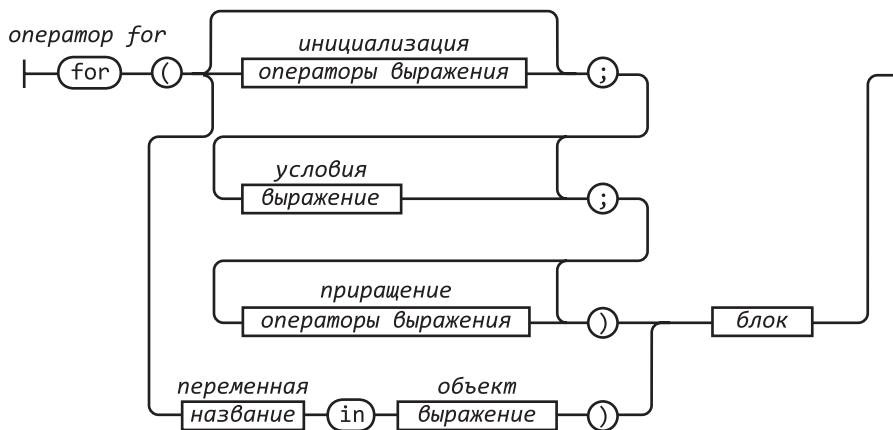 оператор for
for ( инициализация
операторы выражения ;
условия
выражение ;
приращение
операторы выражения ) блок
переменная объект
название in выражение )